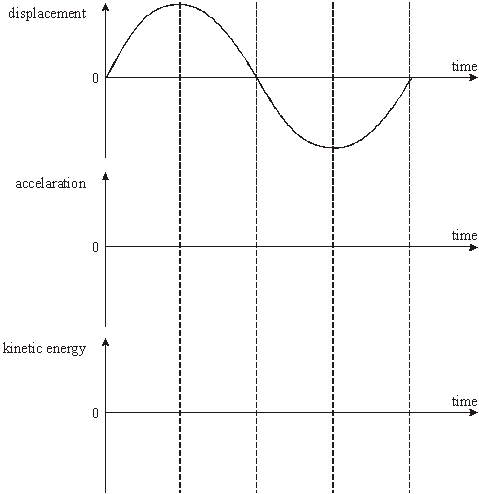 displacement
0
time
accelaration
0
time
kinetic energy
0
time